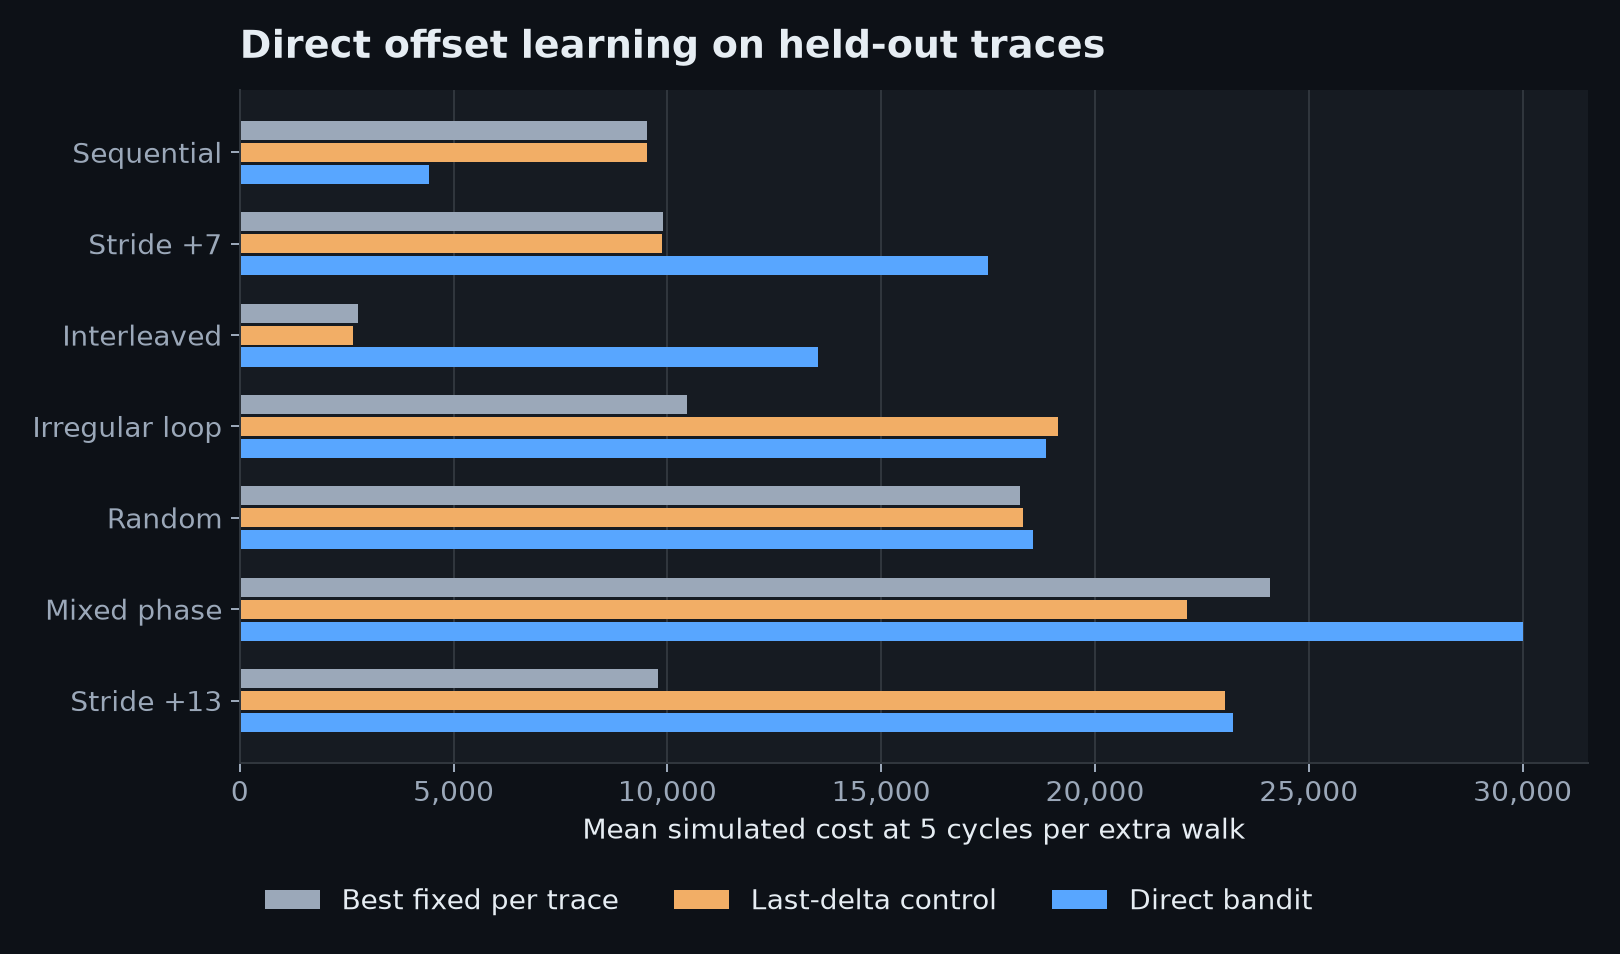 Direct offset learning on held-out traces
Sequential
Stride +7
Interleaved
Irregular loop
Random
Mixed phase
Stride +13
0 5,000 10,000 15,000 20,000 25,000 30,000
Mean simulated cost at 5 cycles per extra walk
Best fixed per trace Last-delta control Direct bandit